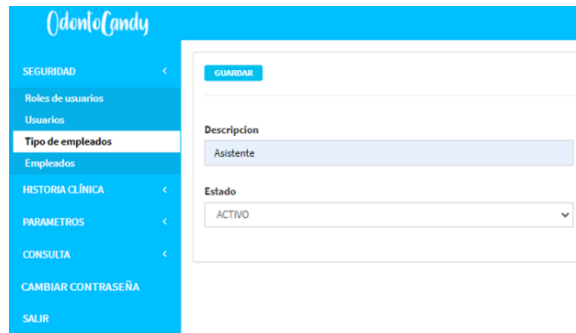 OdontoCandy
SEGURIDAD
Roles de usuarios
Usuarios
Tipo de empleados
Empleados
HISTORIA CLÍNICA
PARAMETROS
CONSULTA
CAMBIAR CONTRASEÑA
SALIR
GUARDAR
Descripcion
Asistente
Estado
ACTIVO